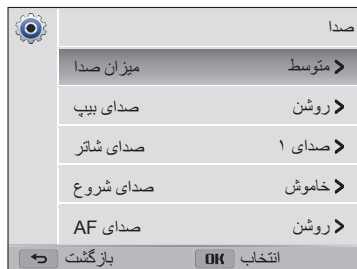 صدا
میزان صدا متوسط
صدای بیپ روشن
صدای شاتر صدای ۱
صدای شروع خاموش
صدای AF روشن
بازگشت OK انتخاب